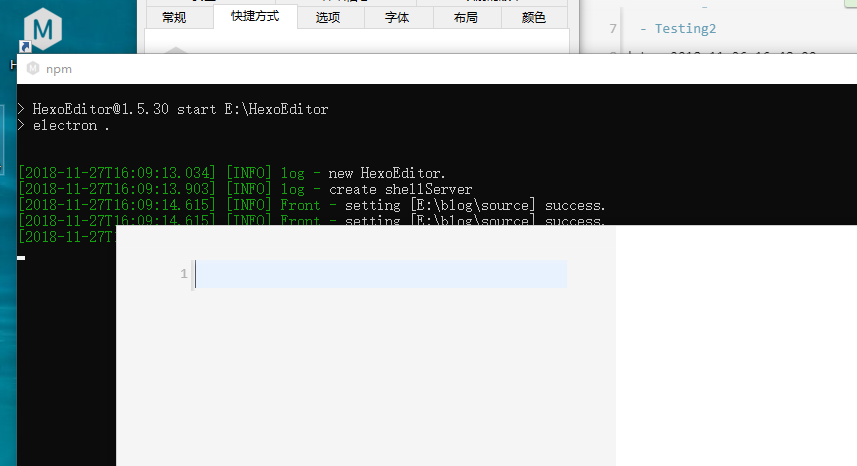 常规 快捷方式 选项 字体 布局 颜色
7 - Testing2
M
npm
> HexoEditor@1.5.30 start E:\HexoEditor
> electron .
[2018-11-27T16:09:13.034] [INFO] log - new HexoEditor.
[2018-11-27T16:09:13.903] [INFO] log - create shellServer
[2018-11-27T16:09:14.615] [INFO] Front - setting [E:\blog\source] success.
[2018-11-27T16:09:14.615] [INFO] Front - setting [E:\blog\source] success.
[2018-11-27T1
1